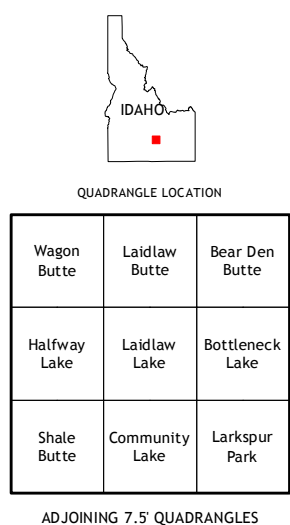 IDAHO
QUADRANGLE LOCATION
Wagon
Butte
Laidlaw
Butte
Bear Den
Butte
Halfway
Lake
Laidlaw
Lake
Bottleneck
Lake
Shale
Butte
Community
Lake
Larkspur
Park
ADJOINING 7.5' QUADRANGLES